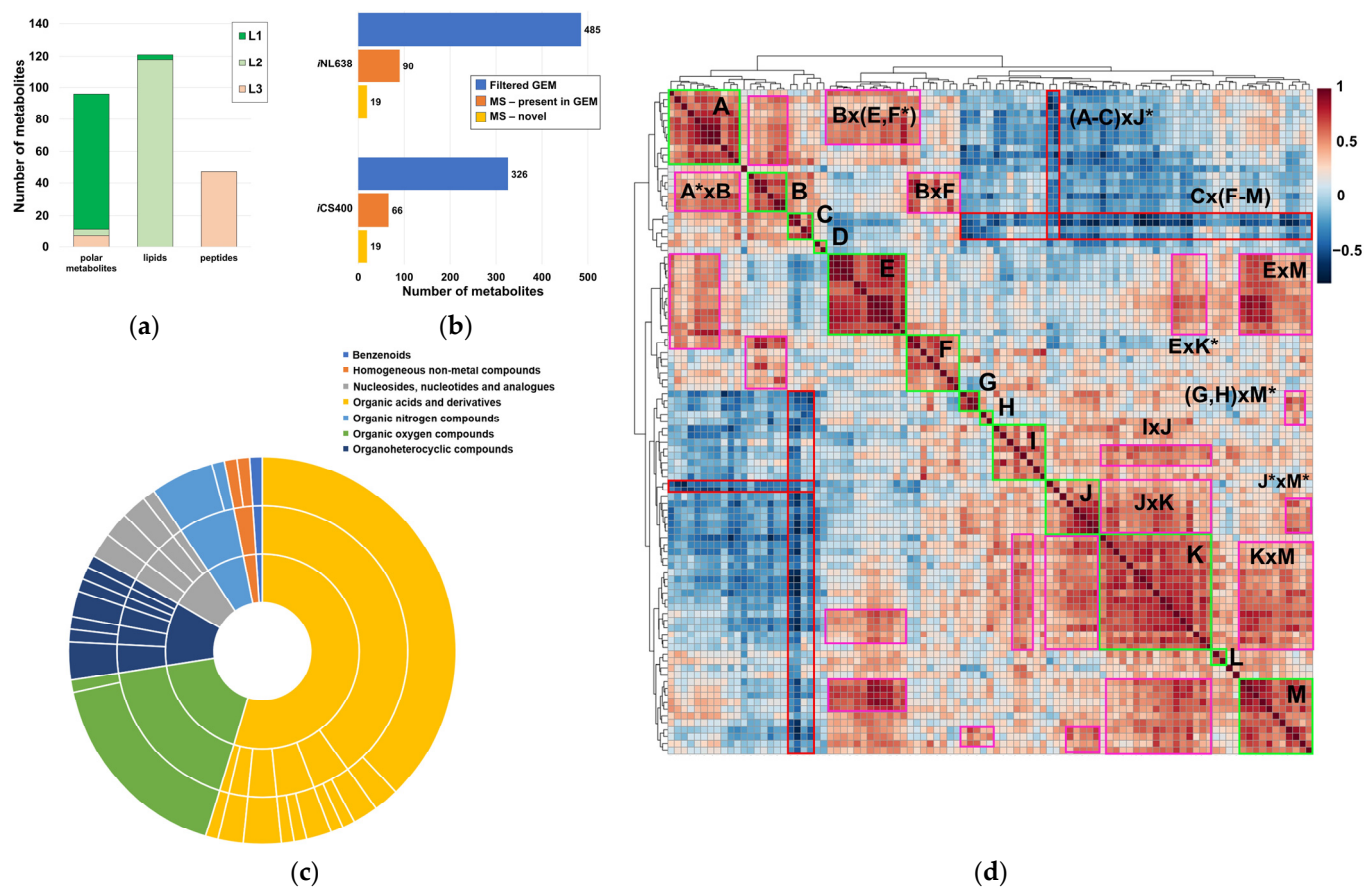 140
120
100
80
60
40
20
0
Number of metabolites
polar
metabolites
lipids
peptides
L1
L2
L3
(a)
iNL638
485
90
19
iCS400
326
66
19
Filtered GEM
MS – present in GEM
MS – novel
0 100 200 300 400 500
Number of metabolites
(b)
Benzenoids
Homogeneous non-metal compounds
Nucleosides, nucleotides and analogues
Organic acids and derivatives
Organic nitrogen compounds
Organic oxygen compounds
Organoheterocyclic compounds
(c)
A
Bx(E,F*)
(A-C)xJ*
A*xB
B
BxF
C
Cx(F-M)
D
E
ExM
F
ExK*
G
(G,H)xM*
H
I
IxJ
J
JxK
J*xM*
K
KxM
L
M
1
0.5
0
−0.5
(d)